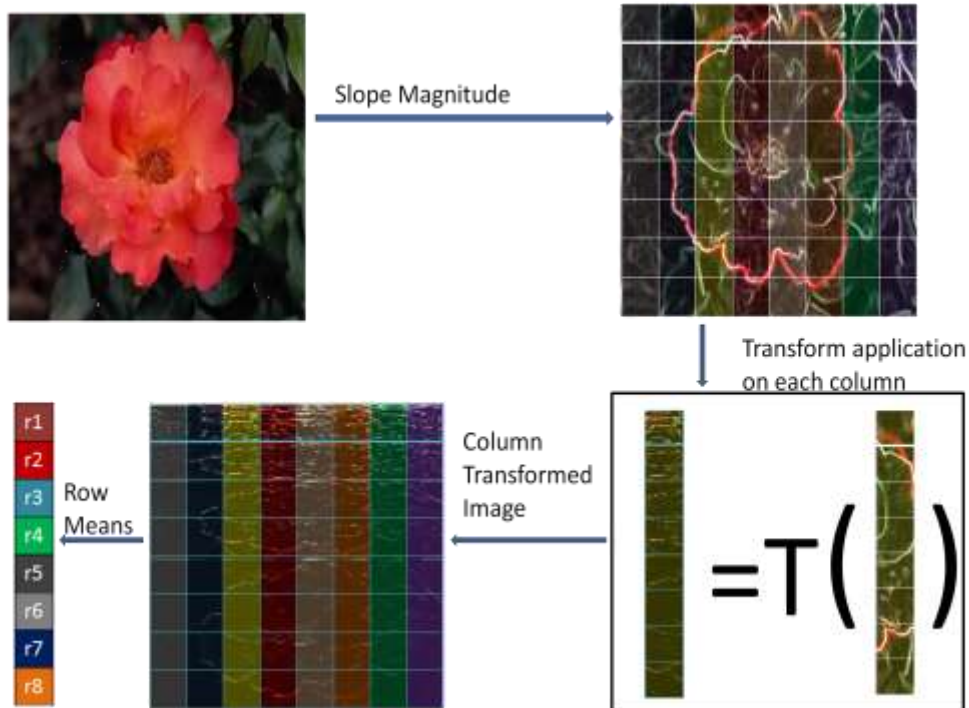 Slope Magnitude
Transform application
on each column
=T( )
Column
Transformed
Image
Row
Means
r1
r2
r3
r4
r5
r6
r7
r8